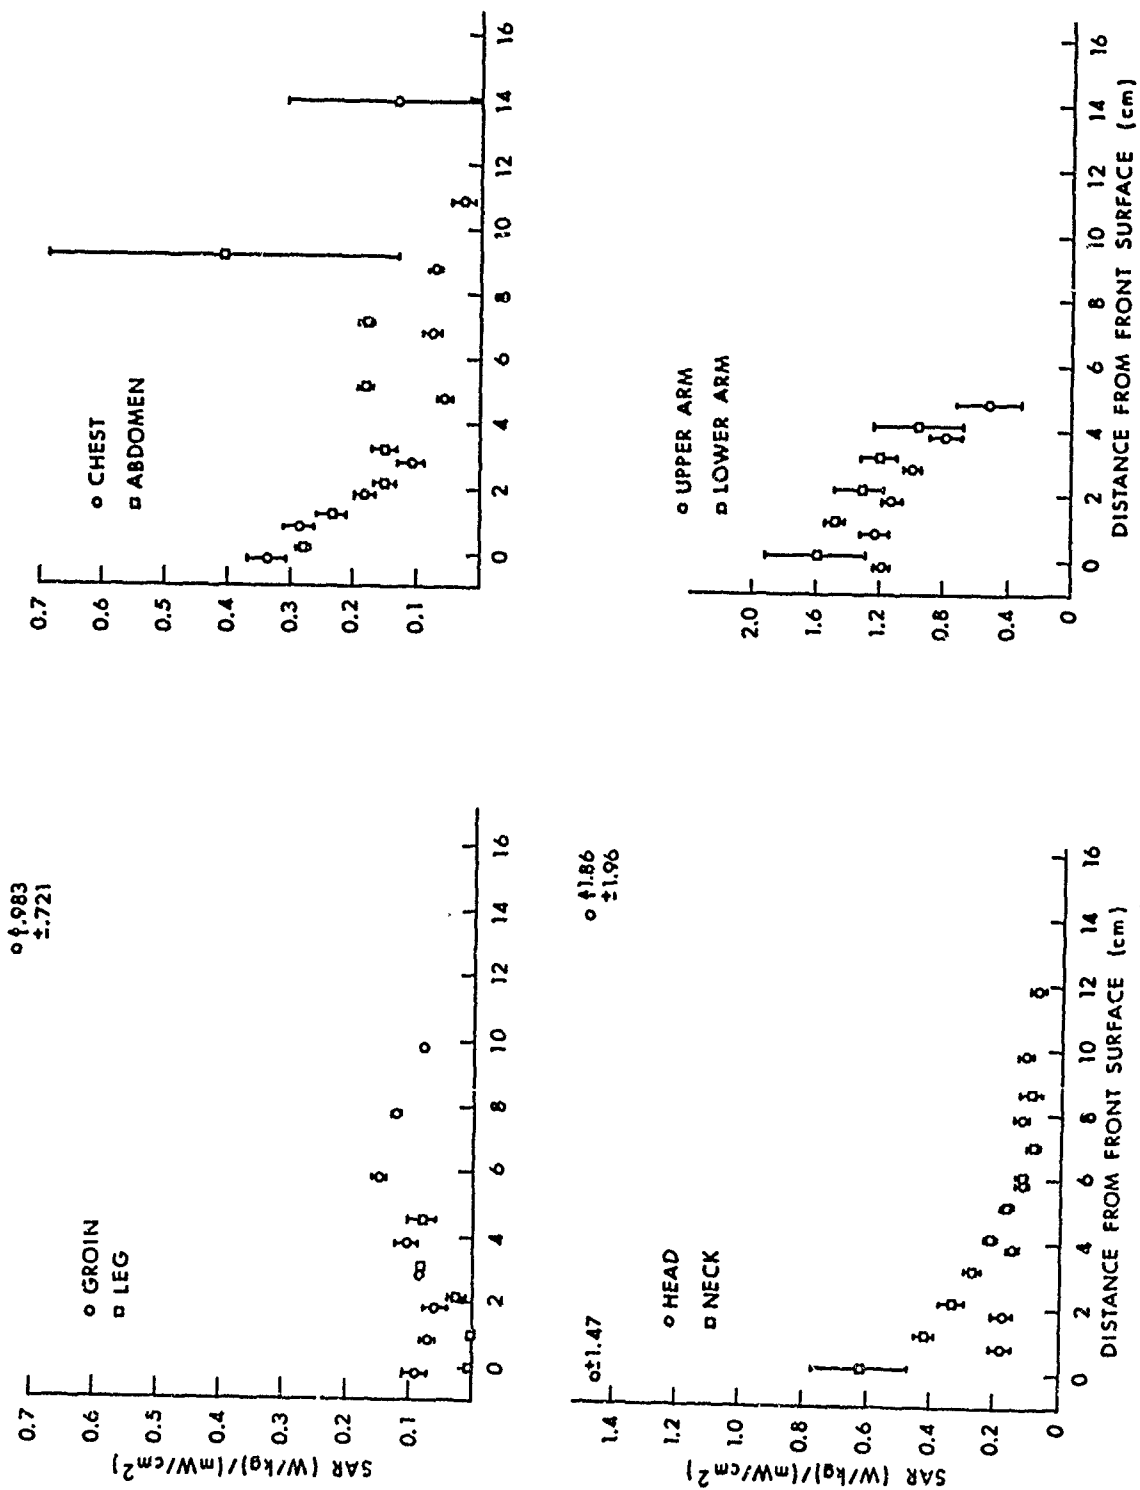 0.7
0.6
0.5
0.4
0.3
0.2
0.1
SAR (W/kg)/(mW/cm²)
○ GROIN
□ LEG
.983
±.721
0 2 4 6 8 10 12 14 16
0.7
0.6
0.5
0.4
0.3
0.2
0.1
○ CHEST
□ ABDOMEN
0 2 4 6 8 10 12 14 16
1.4
1.2
1.0
0.8
0.6
0.4
0.2
0
SAR (W/kg)/(mW/cm²)
±1.47
○ HEAD
□ NECK
1.86
±1.96
0 2 4 6 8 10 12 14 16
DISTANCE FROM FRONT SURFACE (cm)
2.0
1.6
1.2
0.8
0.4
0
○ UPPER ARM
□ LOWER ARM
0 2 4 6 8 10 12 14 16
DISTANCE FROM FRONT SURFACE (cm)